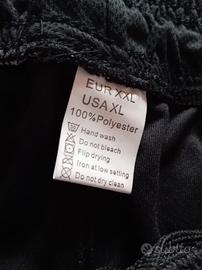 EUR XXL
USA XL
100%Polyester
Hand wash
Do not bleach
Flip drying
Iron at low setting
Do not dry clean
subito